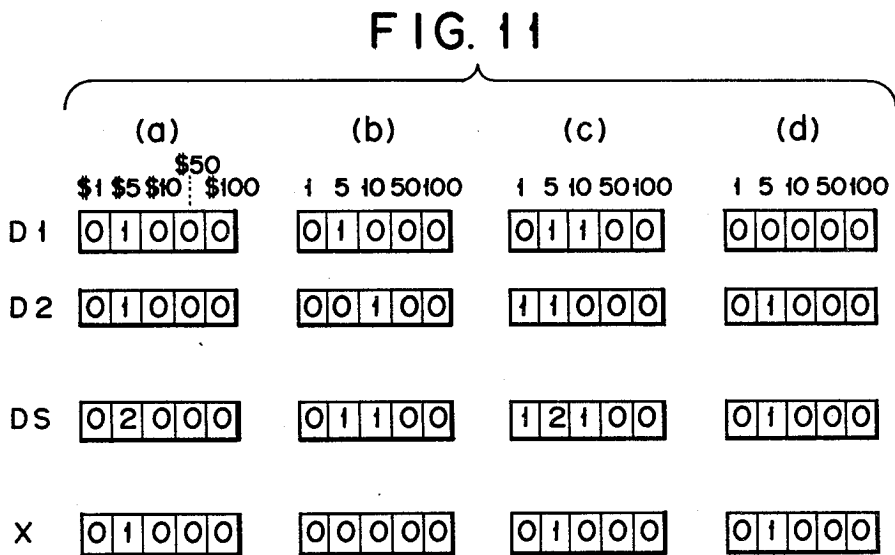 FIG. 11
(a) (b) (c) (d)
$50
$1 $5 $10 $100 1 5 10 50 100 1 5 10 50 100 1 5 10 50 100
D1 0 1 0 0 0 0 1 0 0 0 0 1 1 0 0 0 0 0 0 0
D2 0 1 0 0 0 0 0 1 0 0 1 1 0 0 0 0 1 0 0 0
DS 0 2 0 0 0 0 1 1 0 0 1 2 1 0 0 0 1 0 0 0
X 0 1 0 0 0 0 0 0 0 0 0 1 0 0 0 0 1 0 0 0